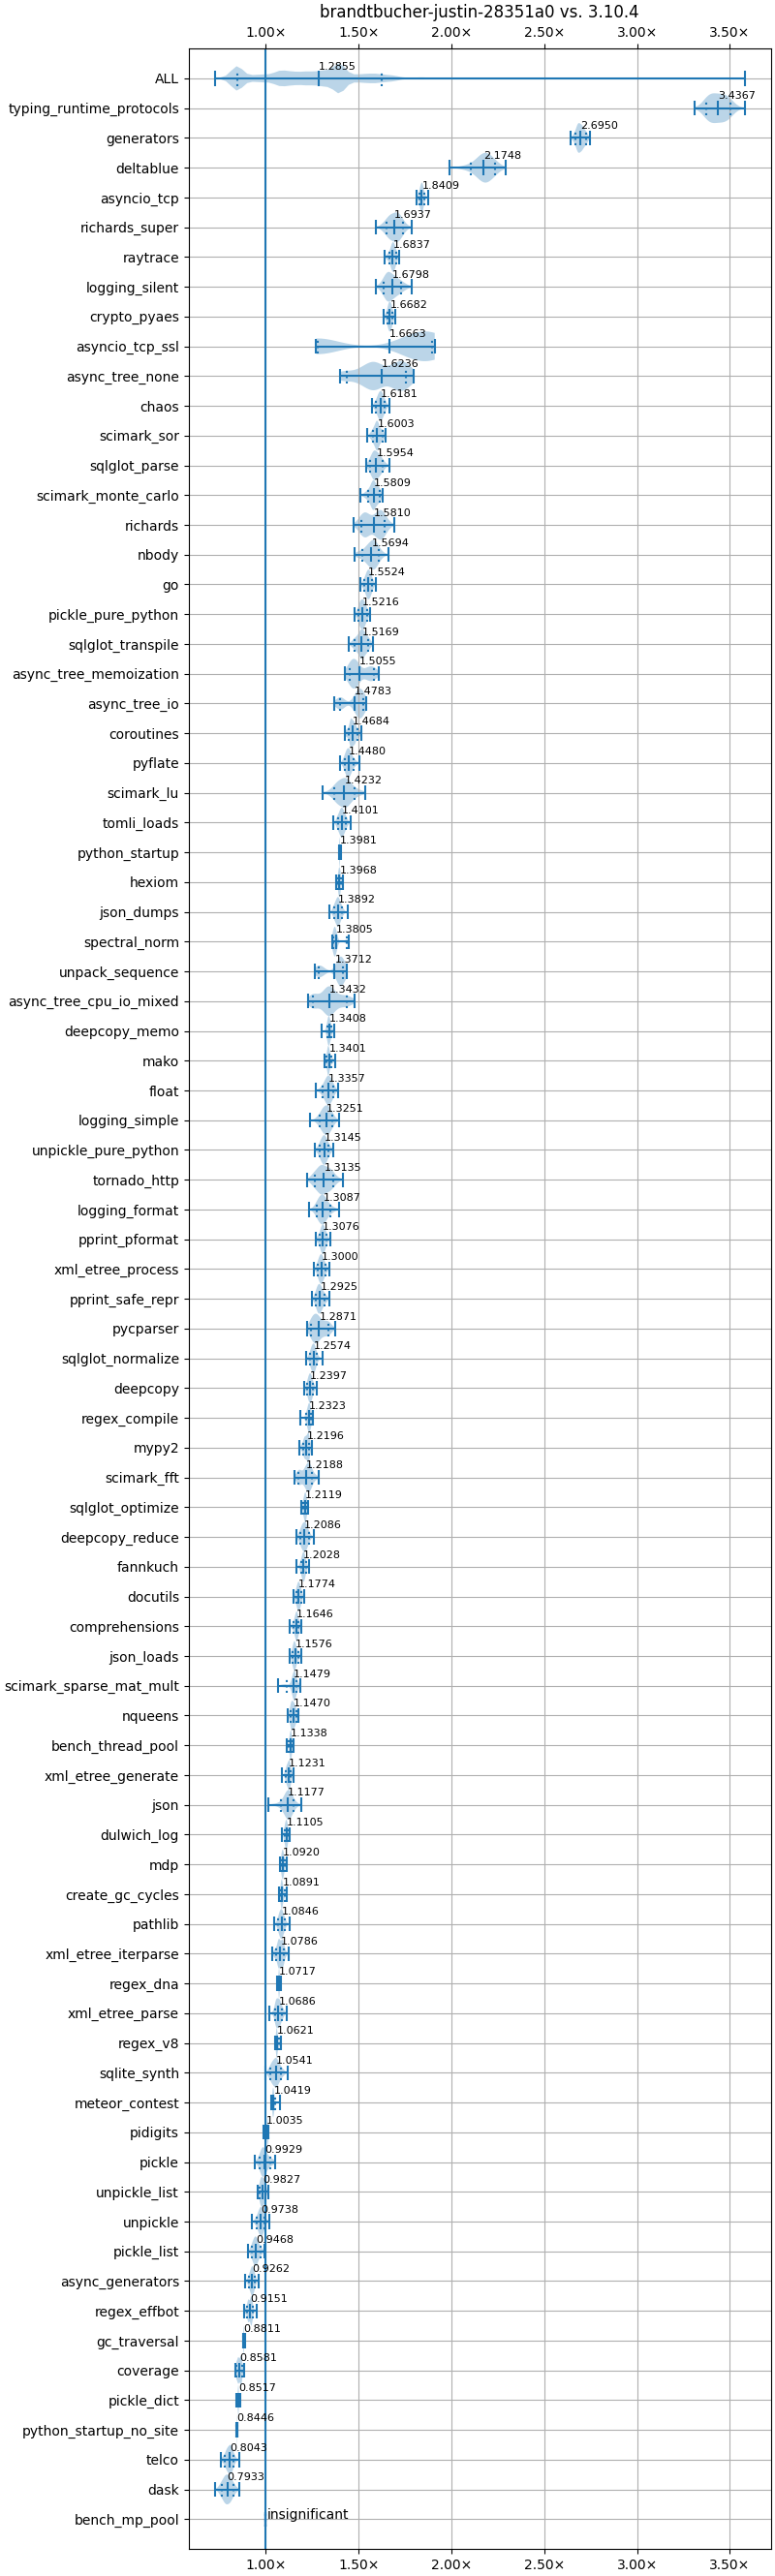 brandtbucher-justin-28351a0 vs. 3.10.4
1.00× 1.50× 2.00× 2.50× 3.00× 3.50×
ALL 1.2855
typing_runtime_protocols 3.4367
generators 2.6950
deltablue 2.1748
asyncio_tcp 1.8409
richards_super 1.6937
raytrace 1.6837
logging_silent 1.6798
crypto_pyaes 1.6682
asyncio_tcp_ssl 1.6663
async_tree_none 1.6236
chaos 1.6181
scimark_sor 1.6003
sqlglot_parse 1.5954
scimark_monte_carlo 1.5809
richards 1.5810
nbody 1.5694
go 1.5524
pickle_pure_python 1.5216
sqlglot_transpile 1.5169
async_tree_memoization 1.5055
async_tree_io 1.4783
coroutines 1.4684
pyflate 1.4480
scimark_lu 1.4232
tomli_loads 1.4101
python_startup 1.3981
hexiom 1.3968
json_dumps 1.3892
spectral_norm 1.3805
unpack_sequence 1.3712
async_tree_cpu_io_mixed 1.3432
deepcopy_memo 1.3408
mako 1.3401
float 1.3357
logging_simple 1.3251
unpickle_pure_python 1.3145
tornado_http 1.3135
logging_format 1.3087
pprint_pformat 1.3076
xml_etree_process 1.3000
pprint_safe_repr 1.2925
pycparser 1.2871
sqlglot_normalize 1.2574
deepcopy 1.2397
regex_compile 1.2323
mypy2 1.2196
scimark_fft 1.2188
sqlglot_optimize 1.2119
deepcopy_reduce 1.2086
fannkuch 1.2028
docutils 1.1774
comprehensions 1.1646
json_loads 1.1576
scimark_sparse_mat_mult 1.1479
nqueens 1.1470
bench_thread_pool 1.1338
xml_etree_generate 1.1231
json 1.1177
dulwich_log 1.1105
mdp 1.0920
create_gc_cycles 1.0891
pathlib 1.0846
xml_etree_iterparse 1.0786
regex_dna 1.0717
xml_etree_parse 1.0686
regex_v8 1.0621
sqlite_synth 1.0541
meteor_contest 1.0419
pidigits 1.0035
pickle 0.9929
unpickle_list 0.9827
unpickle 0.9738
pickle_list 0.9468
async_generators 0.9262
regex_effbot 0.9151
gc_traversal 0.8811
coverage 0.8581
pickle_dict 0.8517
python_startup_no_site 0.8446
telco 0.8043
dask 0.7933
bench_mp_pool insignificant
1.00× 1.50× 2.00× 2.50× 3.00× 3.50×